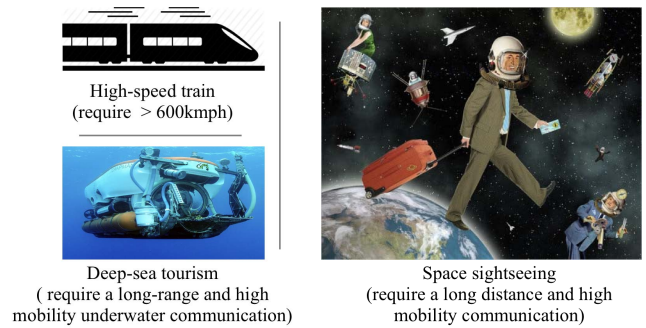 High-speed train
(require > 600kmph)
Deep-sea tourism
( require a long-range and high
mobility underwater communication)
Space sightseeing
(require a long distance and high
mobility communication)